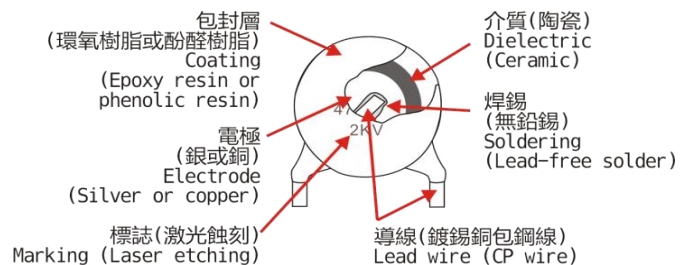 包封層
(環氧樹脂或酚醛樹脂)
Coating
(Epoxy resin or
phenolic resin)
電極
(銀或銅)
Electrode
(Silver or copper)
標誌(激光蝕刻)
Marking (Laser etching)
47
2KV
介質(陶瓷)
Dielectric
(Ceramic)
焊錫
(無鉛錫)
Soldering
(Lead-free solder)
導線(鍍錫銅包鋼線)
Lead wire (CP wire)